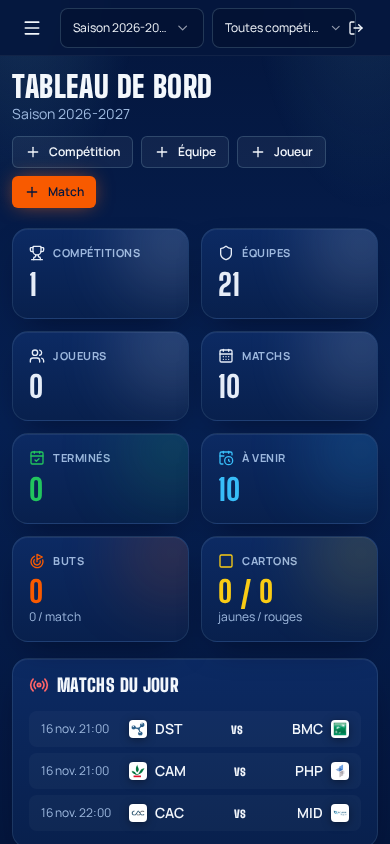 Saison 2026-20... Toutes compéti...
TABLEAU DE BORD
Saison 2026-2027
Compétition Équipe Joueur
Match
COMPÉTITIONS ÉQUIPES
1 21
JOUEURS MATCHS
0 10
TERMINÉS À VENIR
0 10
BUTS CARTONS
0 0 / 0
0 / match jaunes / rouges
MATCHS DU JOUR
16 nov. 21:00 DST VS BMC
16 nov. 21:00 CAM VS PHP
16 nov. 22:00 CAC VS MID